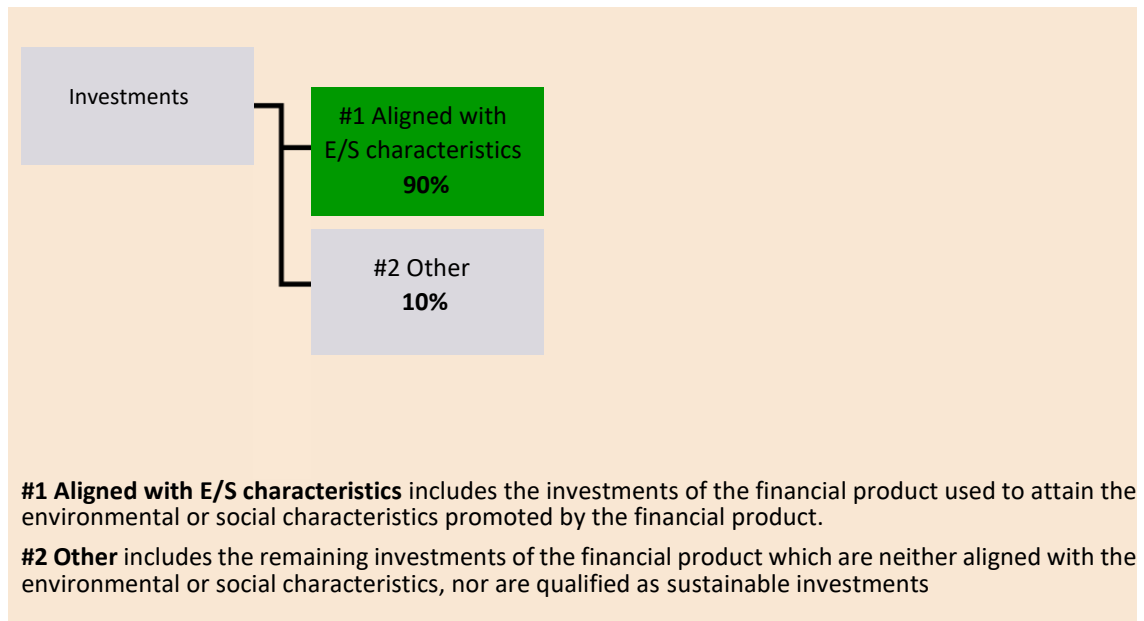 Investments
#1 Aligned with
E/S characteristics
90%
#2 Other
10%
#1 Aligned with E/S characteristics includes the investments of the financial product used to attain the
environmental or social characteristics promoted by the financial product.
#2 Other includes the remaining investments of the financial product which are neither aligned with the
environmental or social characteristics, nor are qualified as sustainable investments